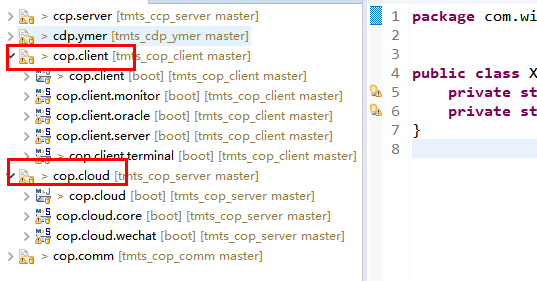 > ccp.server [tmts_ccp_server master]
> cdp.ymer [tmts_cdp_ymer master]
> cop.client [tmts_cop_client master]
> cop.client [boot] [tmts_cop_client master]
cop.client.monitor [boot] [tmts_cop_client master]
cop.client.oracle [boot] [tmts_cop_client master]
cop.client.server [boot] [tmts_cop_client master]
> cop.client.terminal [boot] [tmts_cop_client master]
> cop.cloud [tmts_cop_server master]
> cop.cloud [boot] [tmts_cop_server master]
cop.cloud.core [boot] [tmts_cop_server master]
cop.cloud.wechat [boot] [tmts_cop_server master]
> cop.comm [tmts_cop_comm master]
1 package com.wi
2
3
4 public class X
5 private st
6 private st
7 }
8